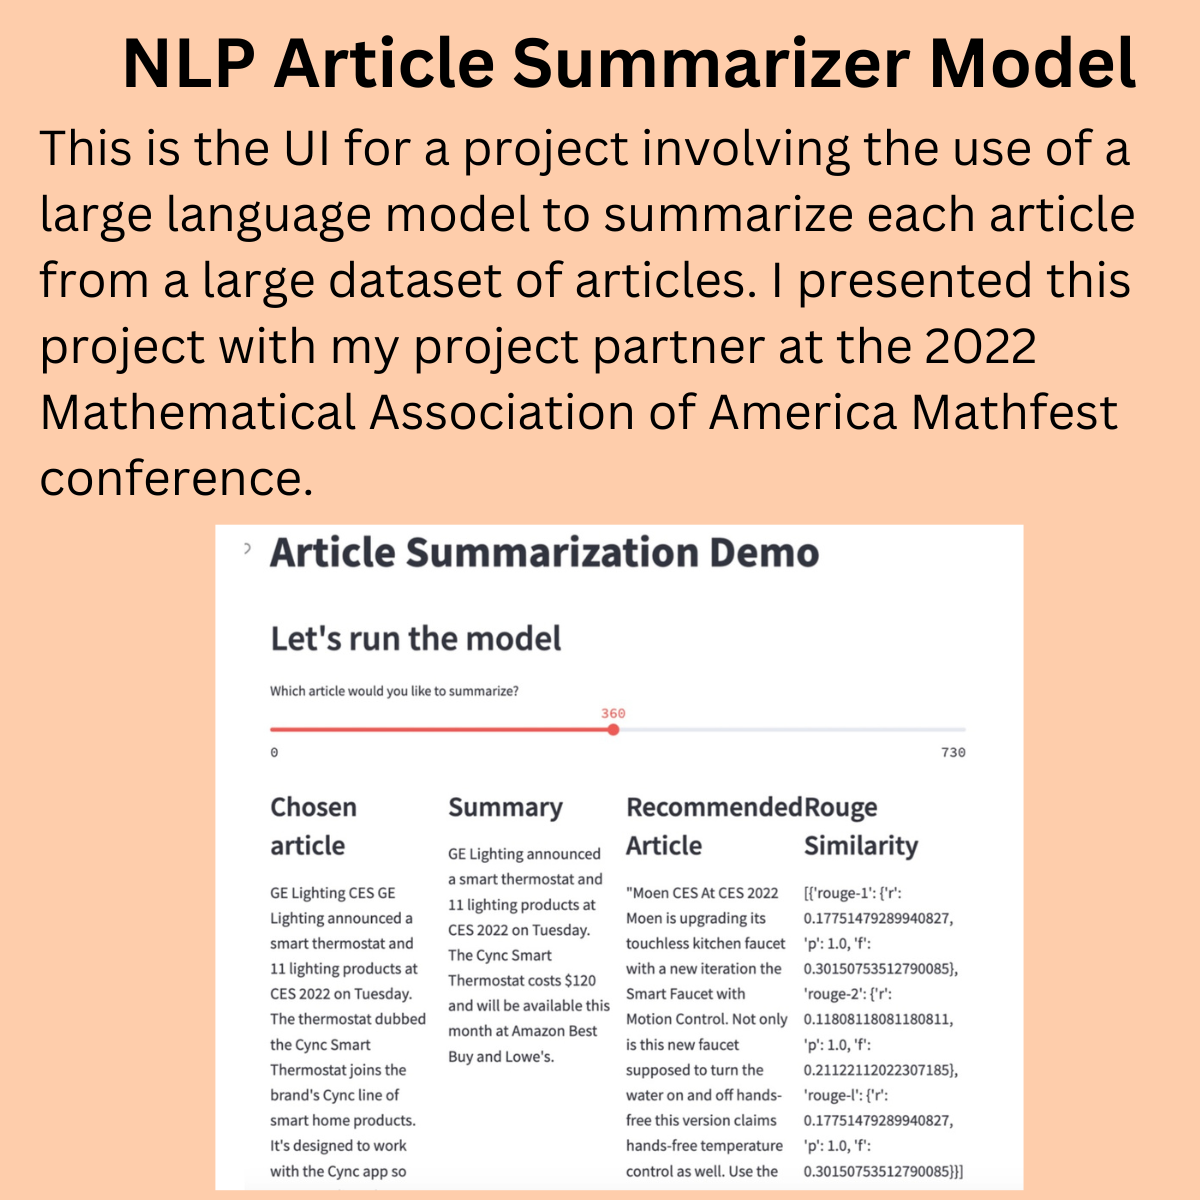 NLP Article Summarizer Model
This is the UI for a project involving the use of a
large language model to summarize each article
from a large dataset of articles. I presented this
project with my project partner at the 2022
Mathematical Association of America Mathfest
conference.
Article Summarization Demo
Let's run the model
Which article would you like to summarize?
360
0
730
Chosen
article
GE Lighting CES GE
Lighting announced a
smart thermostat and
11 lighting products at
CES 2022 on Tuesday.
The thermostat dubbed
the Cync Smart
Thermostat joins the
brand's Cync line of
smart home products.
It's designed to work
with the Cync app so
Summary
GE Lighting announced
a smart thermostat and
11 lighting products at
CES 2022 on Tuesday.
The Cync Smart
Thermostat costs $120
and will be available this
month at Amazon Best
Buy and Lowe's.
Recommended
Article
"Moen CES At CES 2022
Moen is upgrading its
touchless kitchen faucet
with a new iteration the
Smart Faucet with
Motion Control. Not only
is this new faucet
supposed to turn the
water on and off hands-
free this version claims
hands-free temperature
control as well. Use the
Rouge
Similarity
[{'rouge-1': {'r':
0.17751479289940827,
'p': 1.0, 'f':
0.30150753512790085},
'rouge-2': {'r':
0.11808118081180811,
'p': 1.0, 'f':
0.21122112022307185},
'rouge-l': {'r':
0.17751479289940827,
'p': 1.0, 'f':
0.30150753512790085}}]